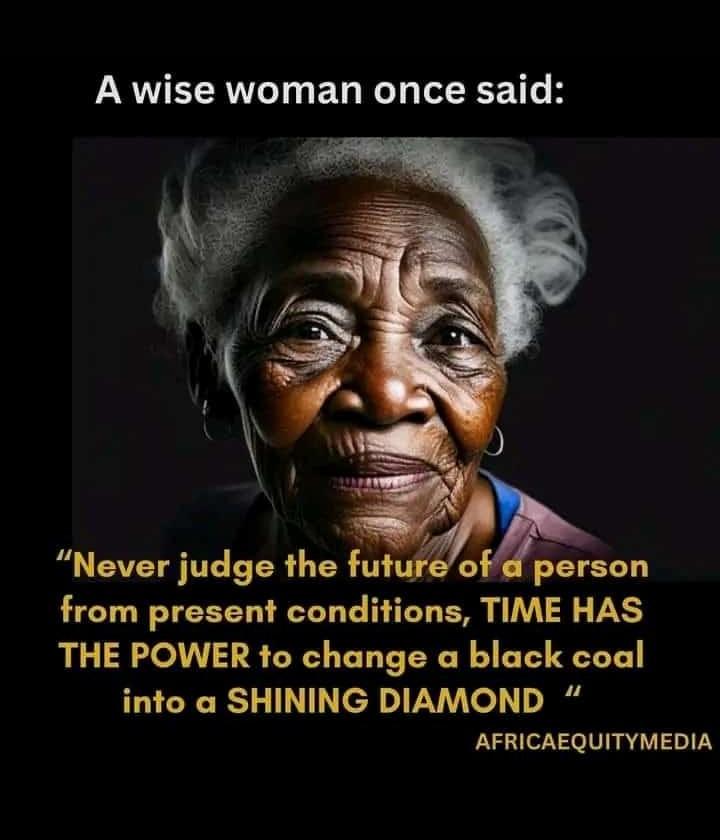 A wise woman once said:
“Never judge the future of a person
from present conditions, TIME HAS
THE POWER to change a black coal
into a SHINING DIAMOND “
AFRICAEQUITYMEDIA